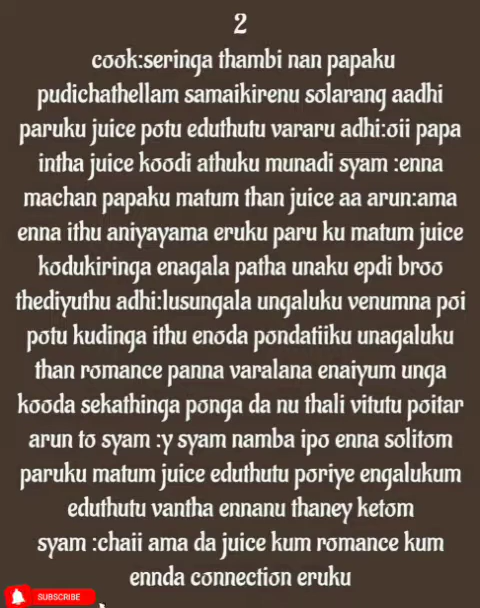 2
cook:seringa thambi nan papaku
pudichathellam samaikirenu solarang aadhi
paruku juice potu eduthutu vararu adhi:oii papa
intha juice koodi athuku munadi syam :enna
machan papaku matum than juice aa arun:ama
enna ithu aniyayama eruku paru ku matum juice
kodukiringa enagala patha unaku epdi broo
thediyuthu adhi:lusungala ungaluku venumna poi
potu kudinga ithu enoda pondatiiku unagaluku
than romance panna varalana enaiyum unga
kooda sekathinga ponga da nu thali vitutu poitar
arun to syam :y syam namba ipo enna solitom
paruku matum juice eduthutu poriye engalukum
eduthutu vantha ennanu thaney ketom
syam :chaii ama da juice kum romance kum
ennda connection eruku
SUBSCRIBE